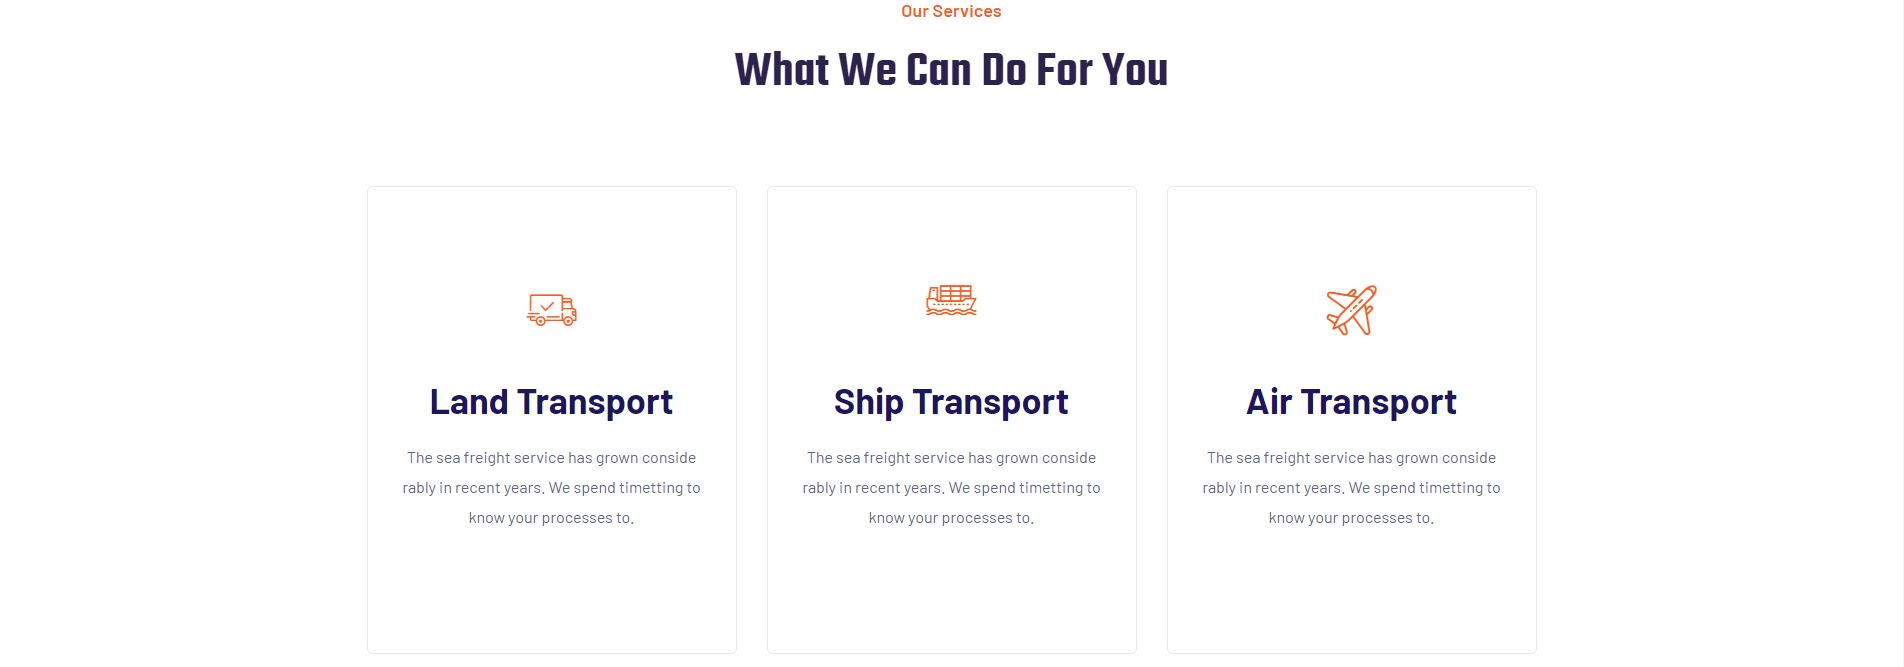 Our Services
What We Can Do For You
Land Transport
The sea freight service has grown conside
rably in recent years. We spend timetting to
know your processes to.
Ship Transport
The sea freight service has grown conside
rably in recent years. We spend timetting to
know your processes to.
Air Transport
The sea freight service has grown conside
rably in recent years. We spend timetting to
know your processes to.